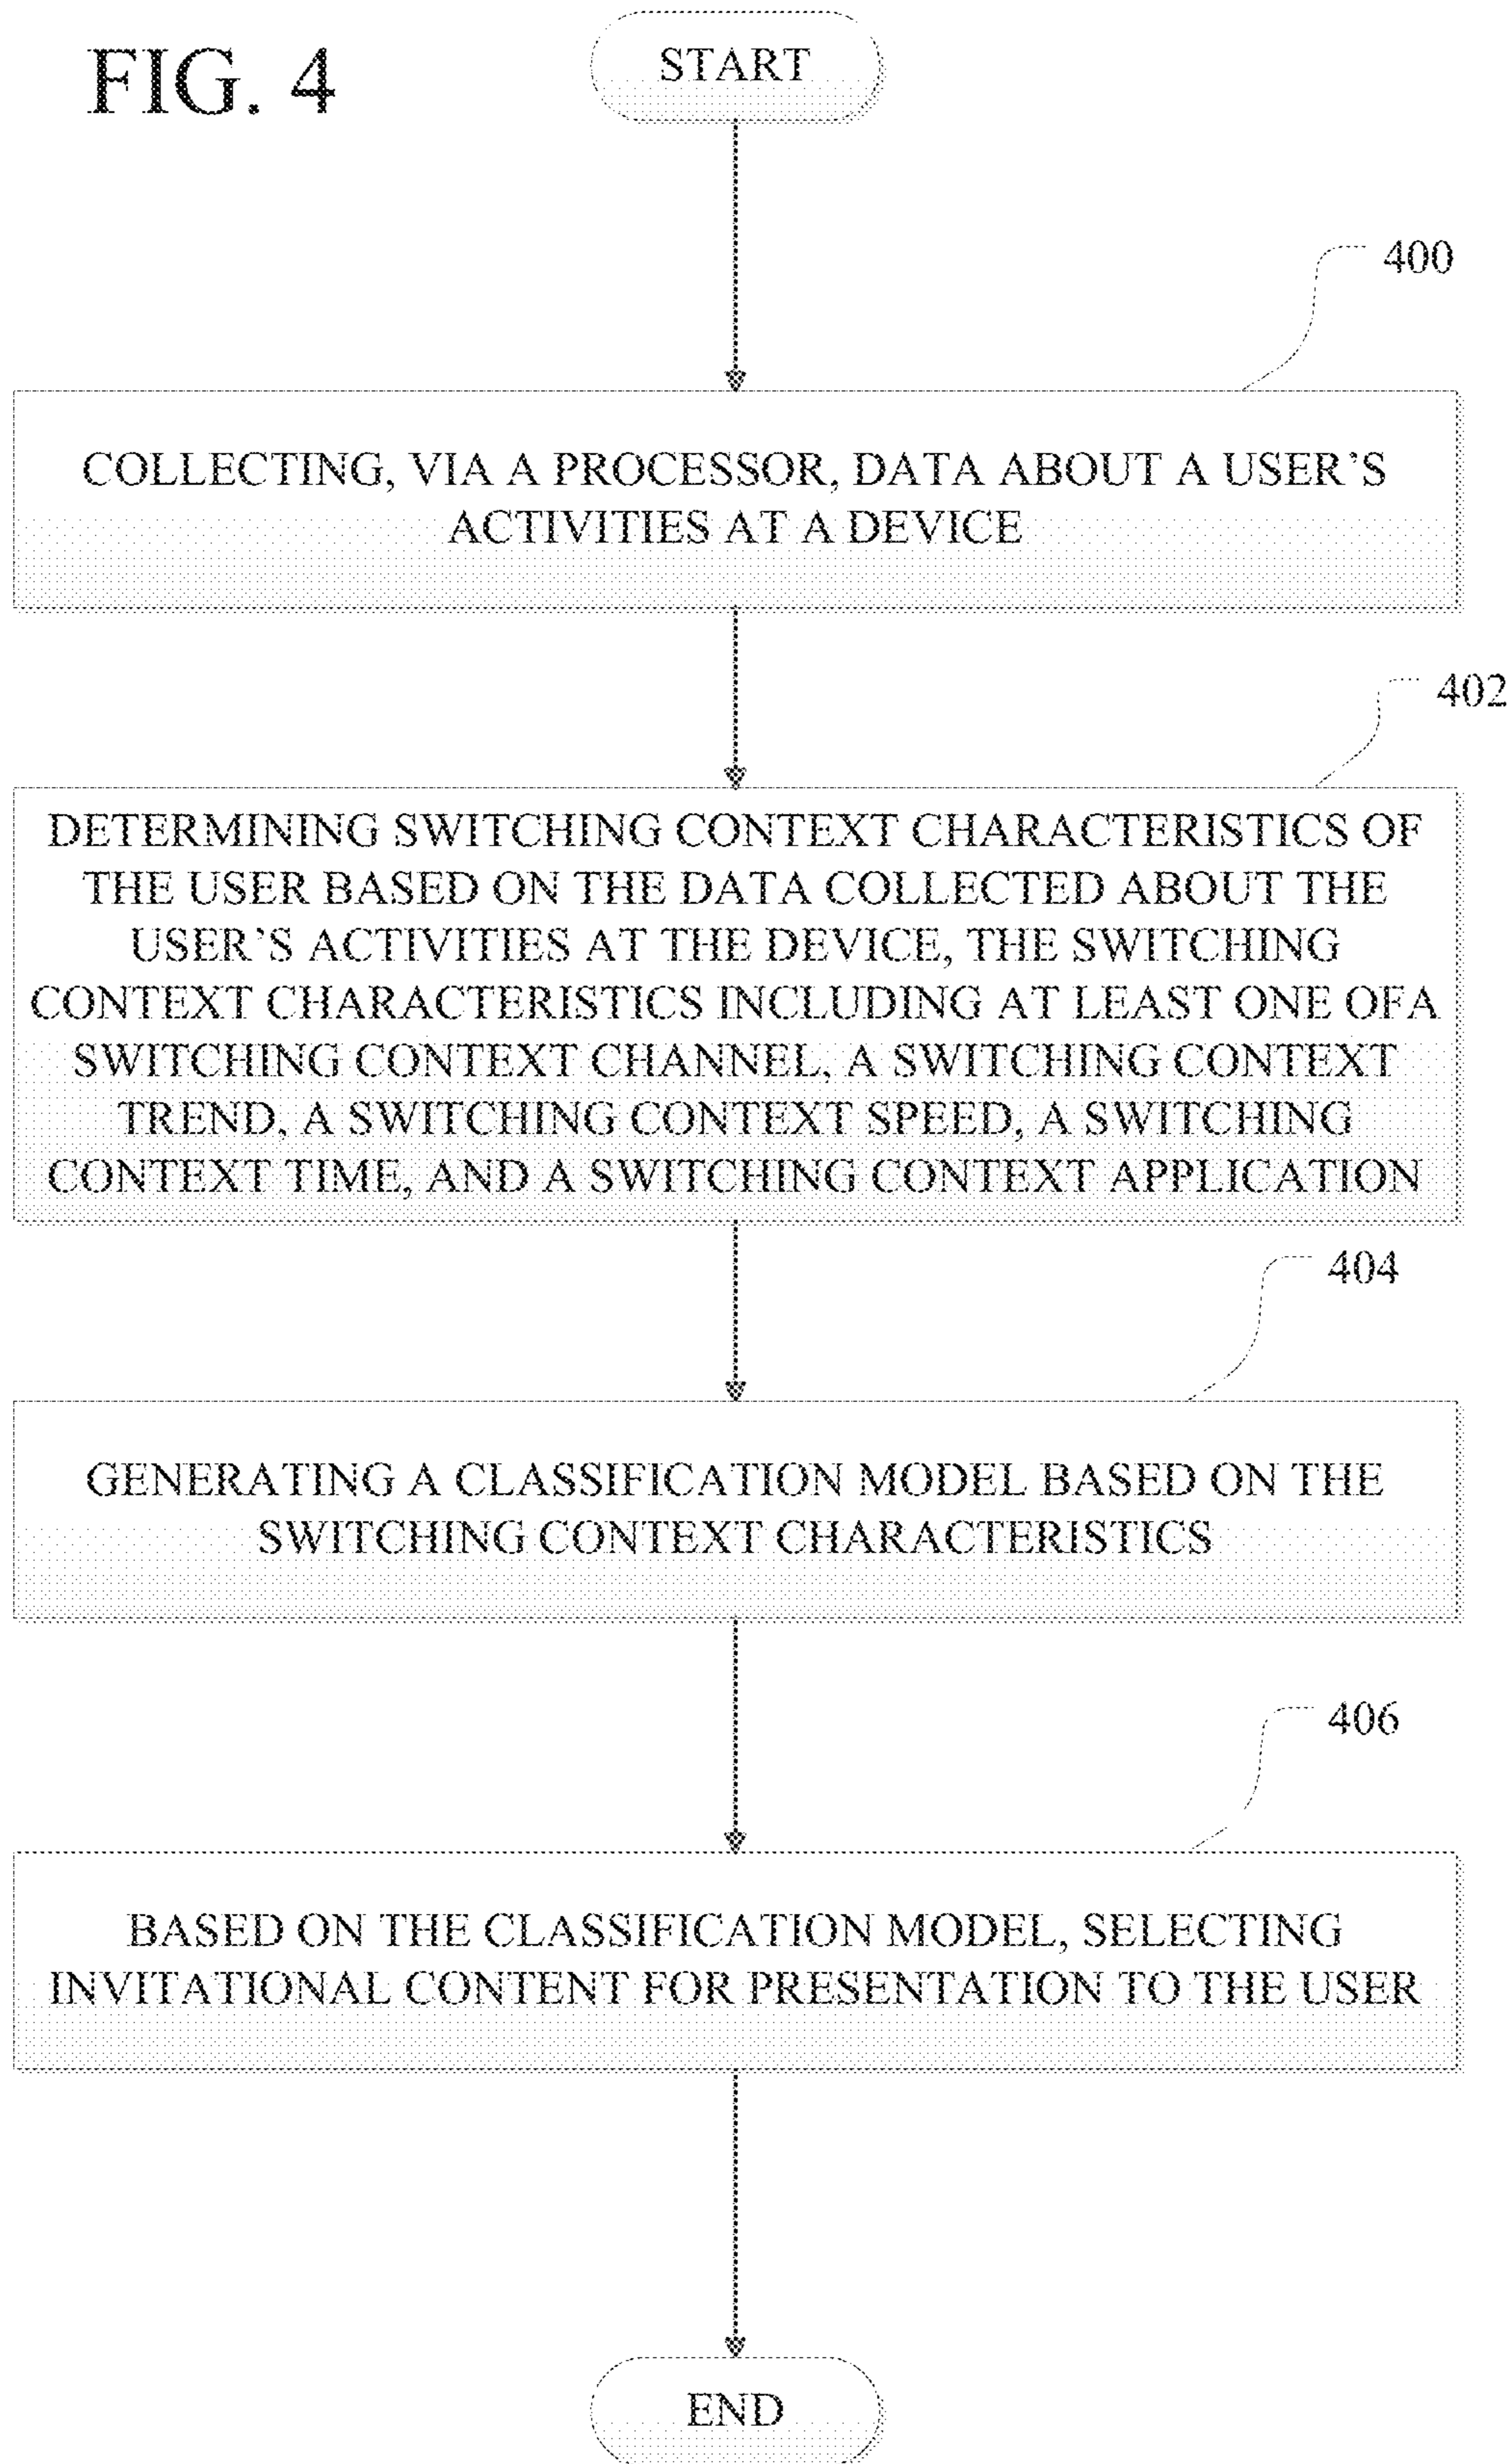 FIG. 4
START
400
COLLECTING, VIA A PROCESSOR, DATA ABOUT A USER'S
ACTIVITIES AT A DEVICE
402
DETERMINING SWITCHING CONTEXT CHARACTERISTICS OF
THE USER BASED ON THE DATA COLLECTED ABOUT THE
USER'S ACTIVITIES AT THE DEVICE, THE SWITCHING
CONTEXT CHARACTERISTICS INCLUDING AT LEAST ONE OFA
SWITCHING CONTEXT CHANNEL, A SWITCHING CONTEXT
TREND, A SWITCHING CONTEXT SPEED, A SWITCHING
CONTEXT TIME, AND A SWITCHING CONTEXT APPLICATION
404
GENERATING A CLASSIFICATION MODEL BASED ON THE
SWITCHING CONTEXT CHARACTERISTICS
406
BASED ON THE CLASSIFICATION MODEL, SELECTING
INVITATIONAL CONTENT FOR PRESENTATION TO THE USER
END